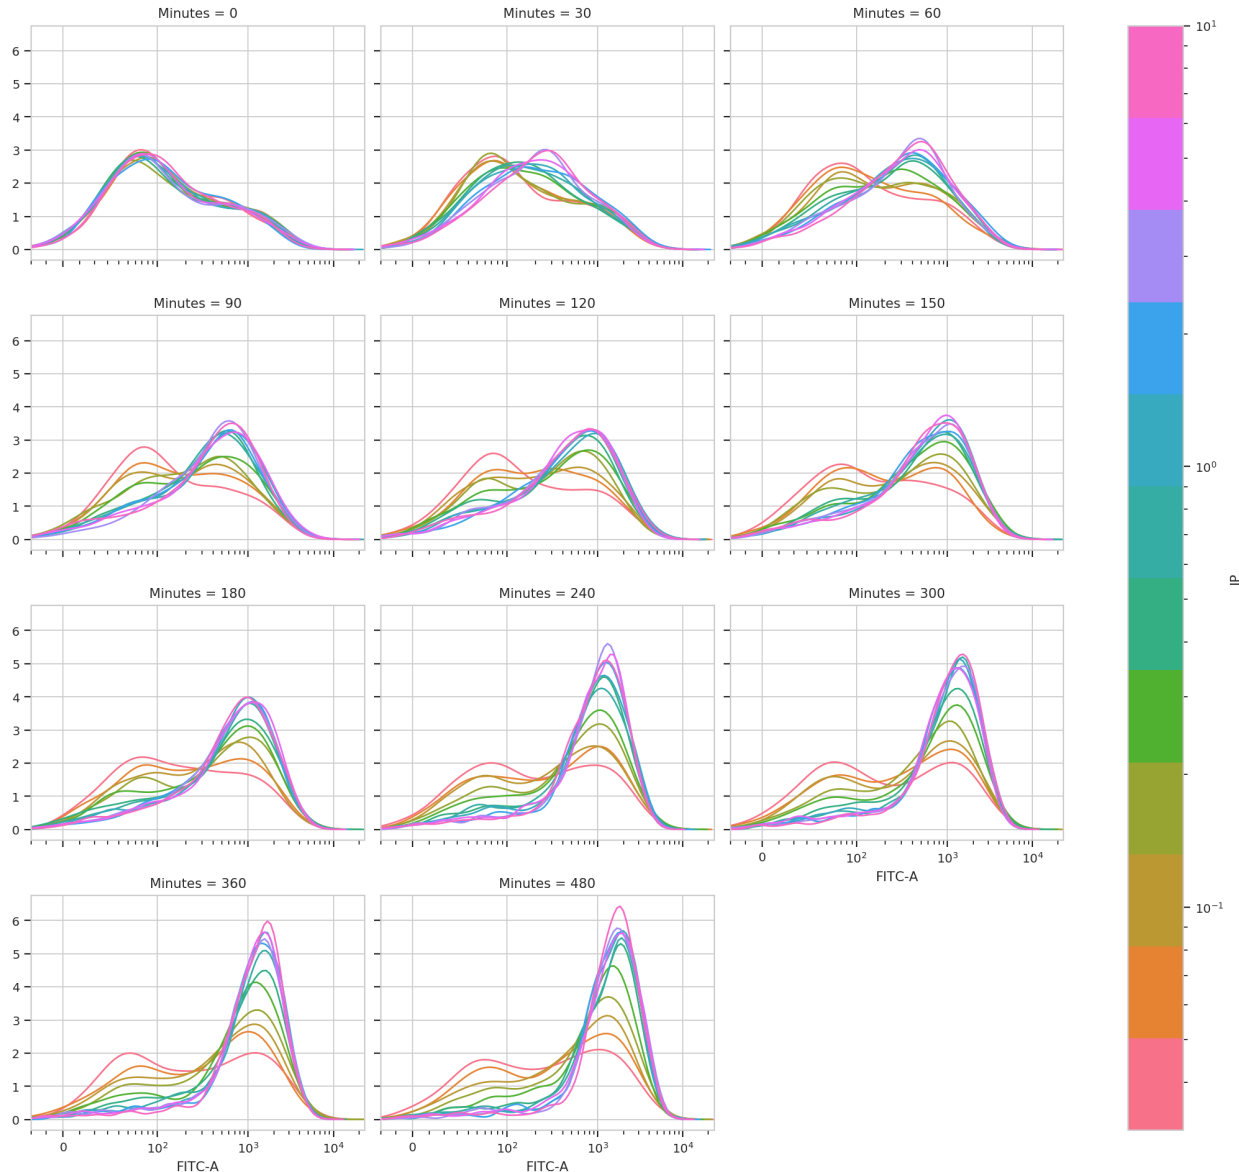 Minutes = 0
Minutes = 30
Minutes = 60
6
5
4
3
2
1
0
Minutes = 90
Minutes = 120
Minutes = 150
6
5
4
3
2
1
0
Minutes = 180
Minutes = 240
Minutes = 300
6
5
4
3
2
1
0
0 10² 10³ 10⁴
FITC-A
Minutes = 360
Minutes = 480
6
5
4
3
2
1
0
0 10² 10³ 10⁴
0 10² 10³ 10⁴
FITC-A
FITC-A
10¹
10⁰
10⁻¹
IP